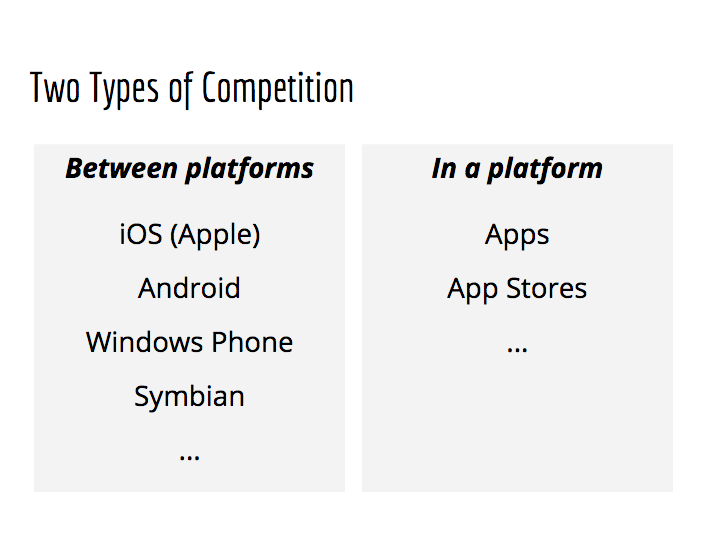 Two Types of Competition
Between platforms
iOS (Apple)
Android
Windows Phone
Symbian
...
In a platform
Apps
App Stores
...